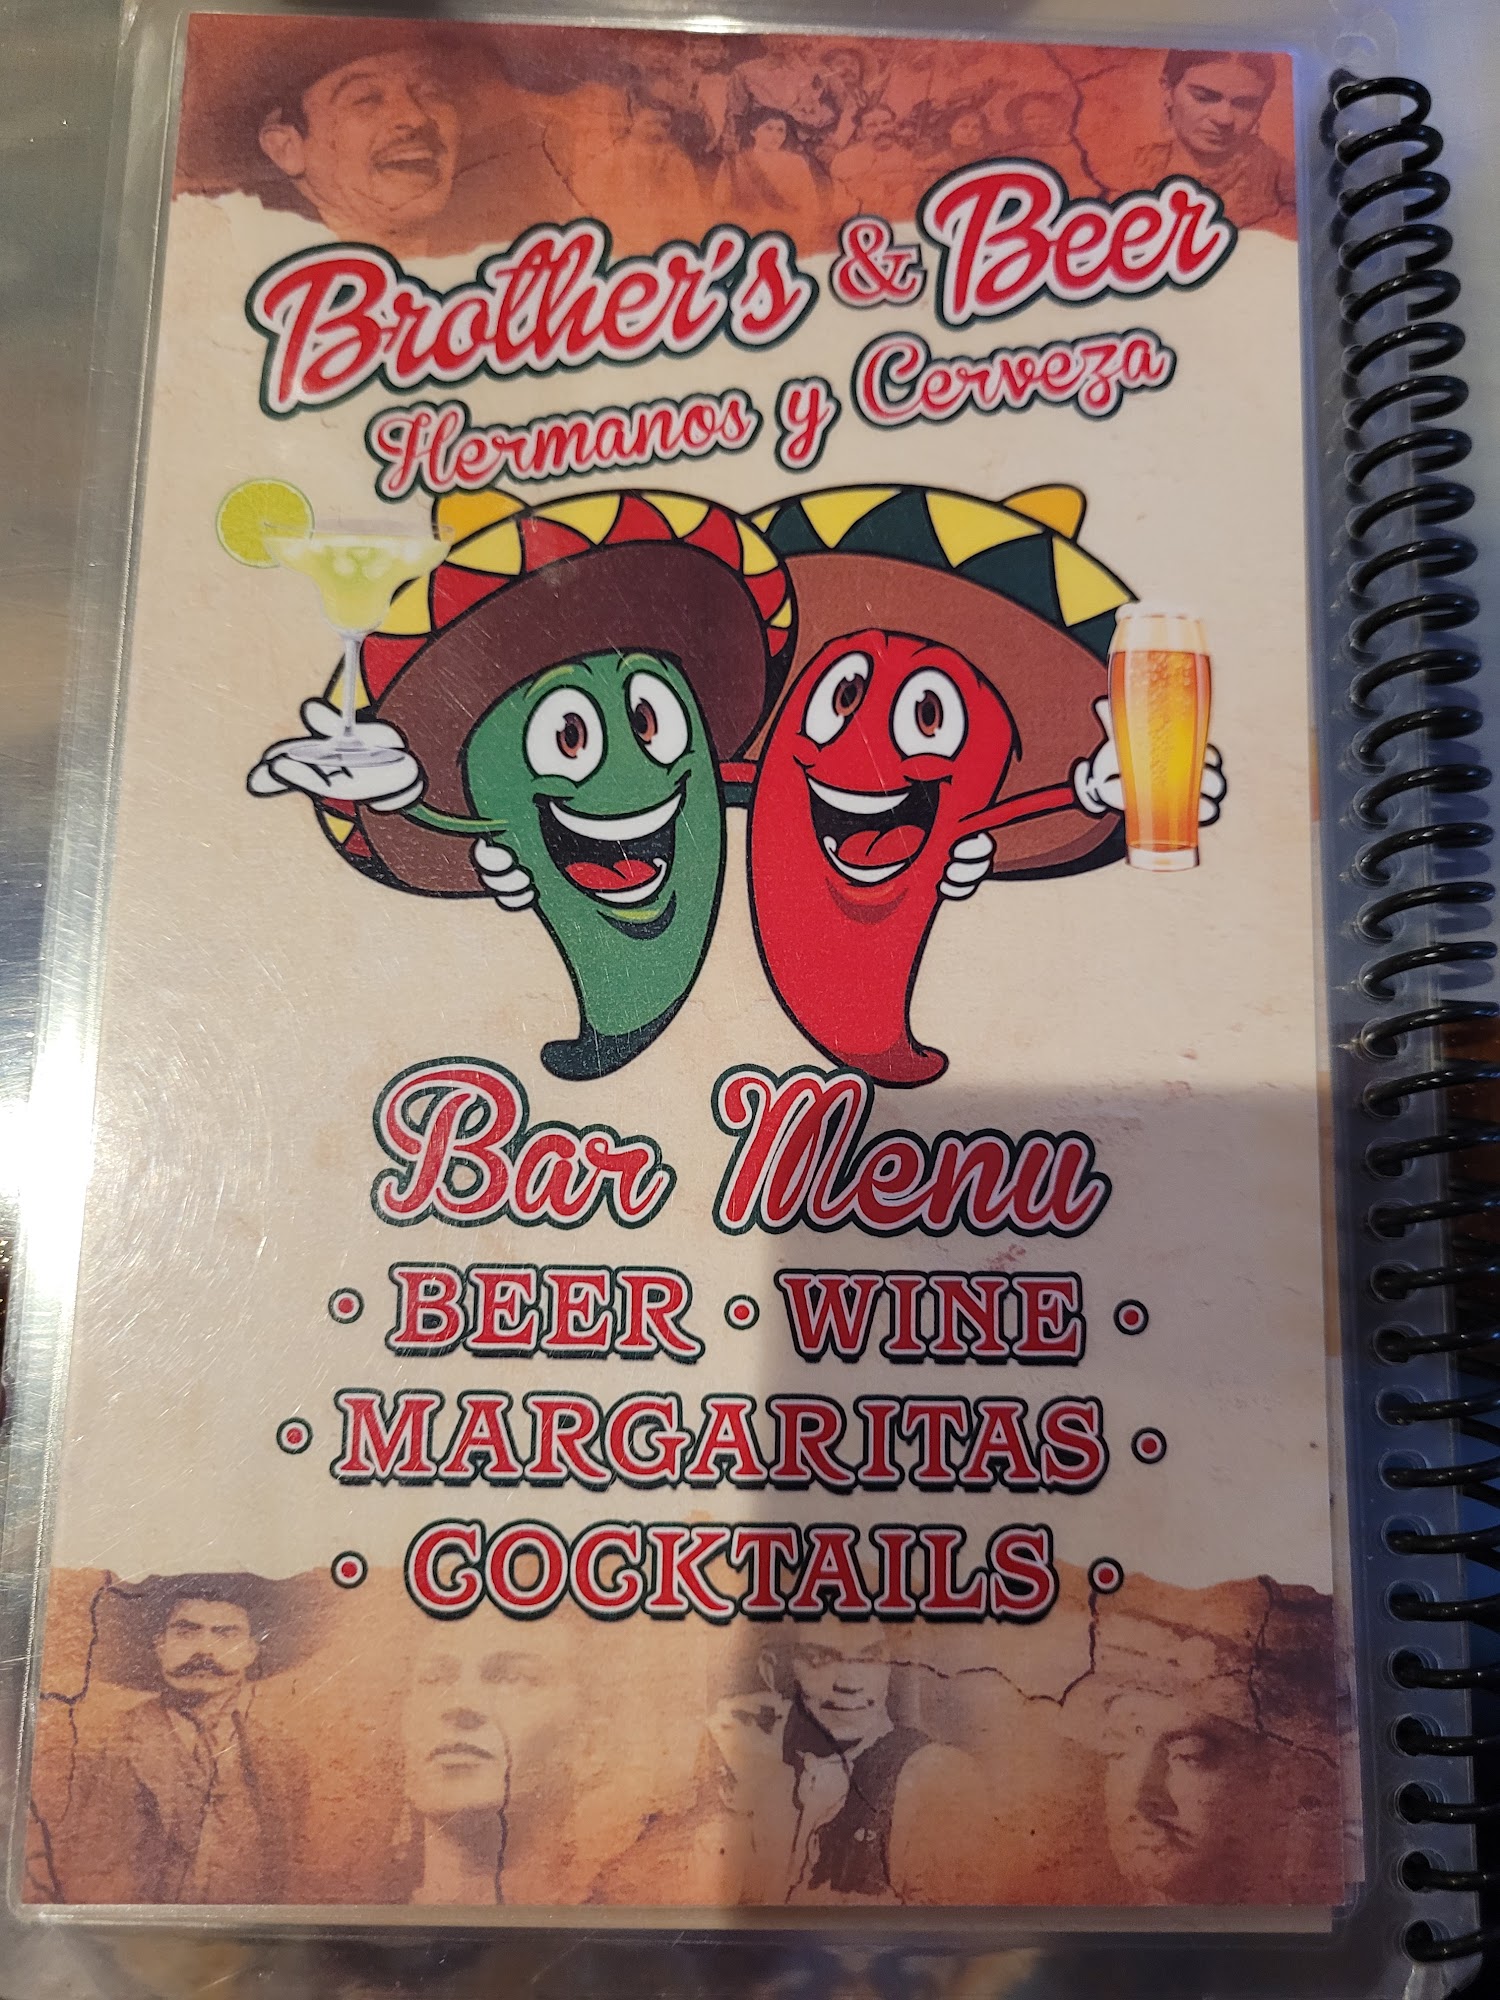 Brother's & Beer
Hermanos y Cerveza
Bar Menu
• BEER • WINE •
• MARGARITAS •
• COCKTAILS •